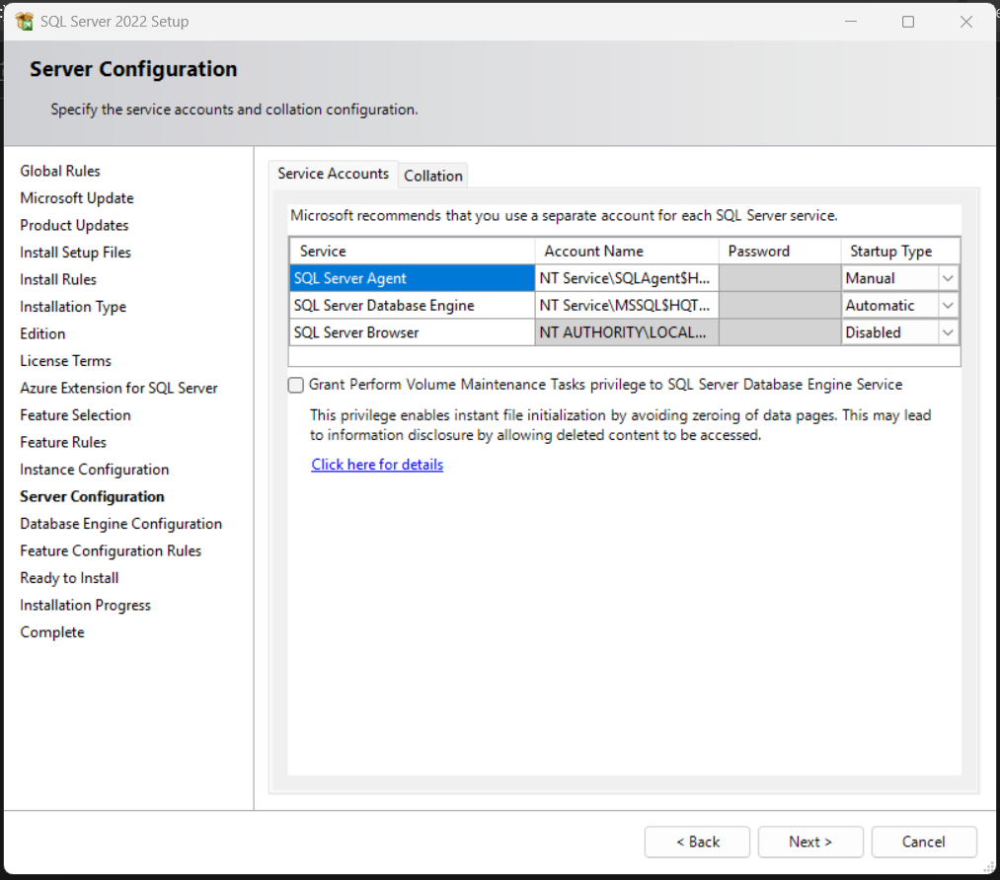 SQL Server 2022 Setup
Server Configuration
Specify the service accounts and collation configuration.
Global Rules
Microsoft Update
Product Updates
Install Setup Files
Install Rules
Installation Type
Edition
License Terms
Azure Extension for SQL Server
Feature Selection
Feature Rules
Instance Configuration
Server Configuration
Database Engine Configuration
Feature Configuration Rules
Ready to Install
Installation Progress
Complete
Service Accounts Collation
Microsoft recommends that you use a separate account for each SQL Server service.
Service Account Name Password Startup Type
SQL Server Agent NT Service\SQLAgent$H... Manual
SQL Server Database Engine NT Service\MSSQL$HQT... Automatic
SQL Server Browser NT AUTHORITY\LOCAL... Disabled
Grant Perform Volume Maintenance Tasks privilege to SQL Server Database Engine Service
This privilege enables instant file initialization by avoiding zeroing of data pages. This may lead
to information disclosure by allowing deleted content to be accessed.
Click here for details
< Back Next > Cancel